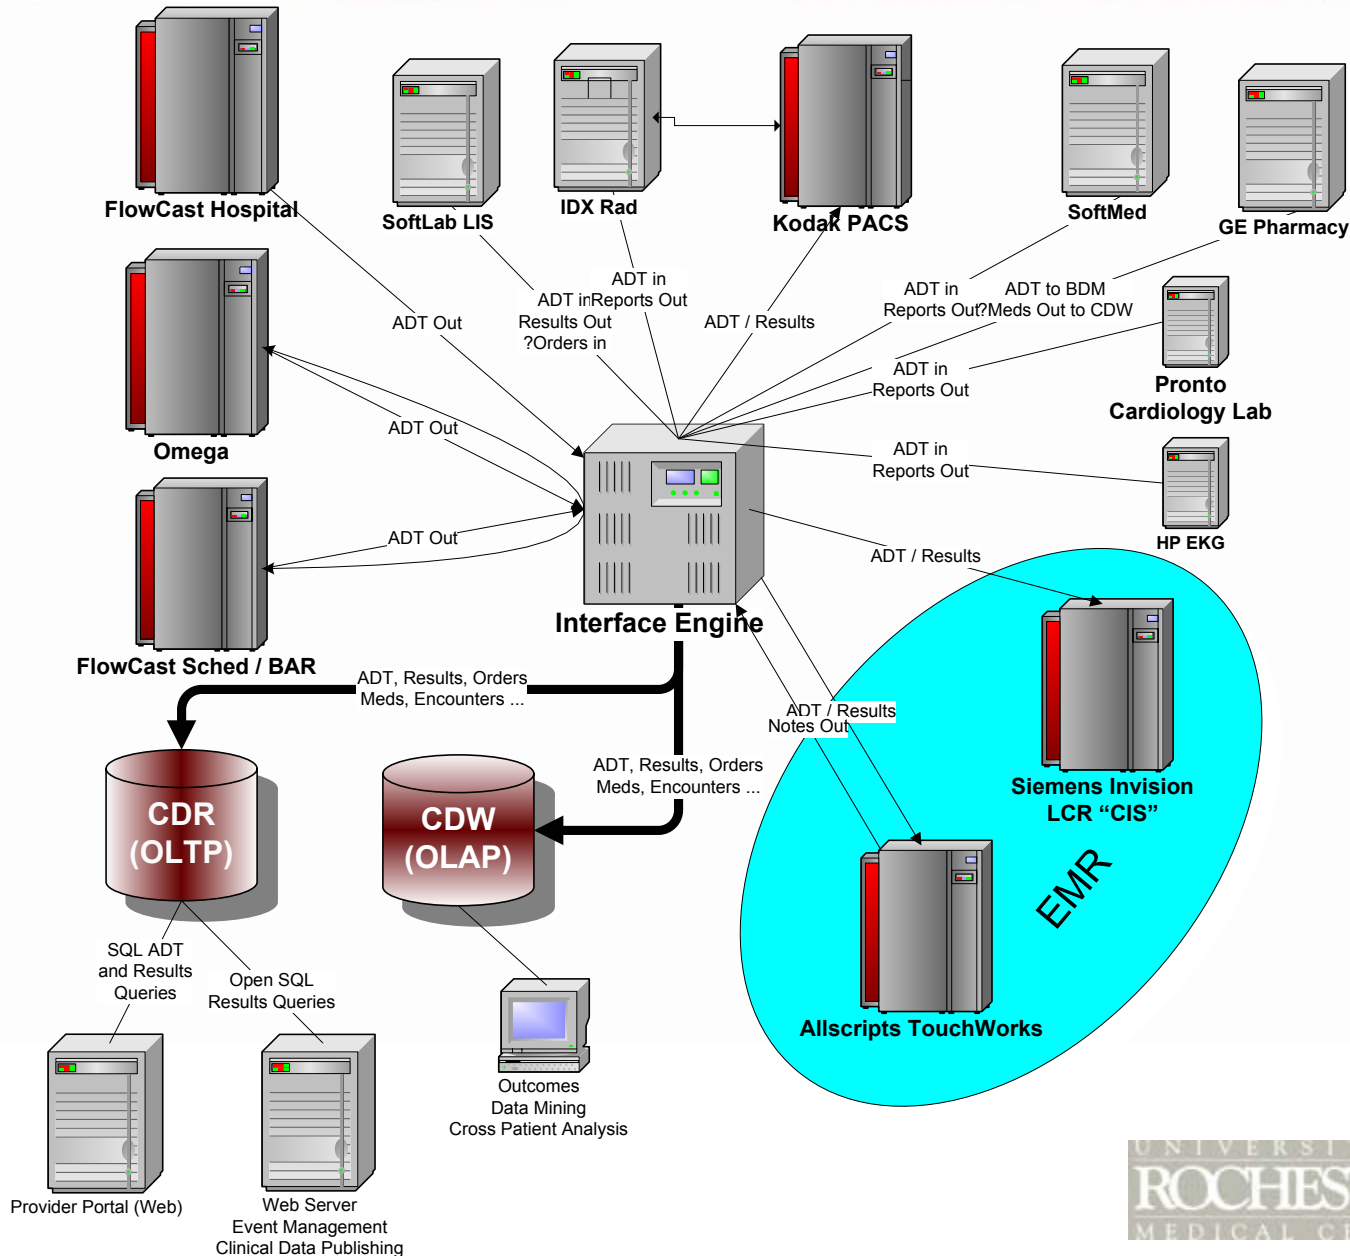 FlowCast Hospital
SoftLab LIS
IDX Rad
Kodak PACS
SoftMed
GE Pharmacy
ADT Out
ADT in
Results Out
?Orders in
ADT in
Reports Out
ADT / Results
ADT in
Reports Out
ADT to BDM
?Meds Out to CDW
Pronto
Cardiology Lab
ADT in
Reports Out
Omega
ADT Out
ADT in
Reports Out
HP EKG
ADT Out
ADT / Results
Interface Engine
FlowCast Sched / BAR
ADT, Results, Orders
Meds, Encounters ...
ADT / Results
Notes Out
ADT, Results, Orders
Meds, Encounters ...
Siemens Invision
LCR “CIS”
CDR
(OLTP)
CDW
(OLAP)
EMR
SQL ADT
and Results
Queries
Open SQL
Results Queries
Allscripts TouchWorks
Outcomes
Data Mining
Cross Patient Analysis
Provider Portal (Web)
Web Server
Event Management
Clinical Data Publishing
UNIVERSI
ROCHES
MEDICAL CE